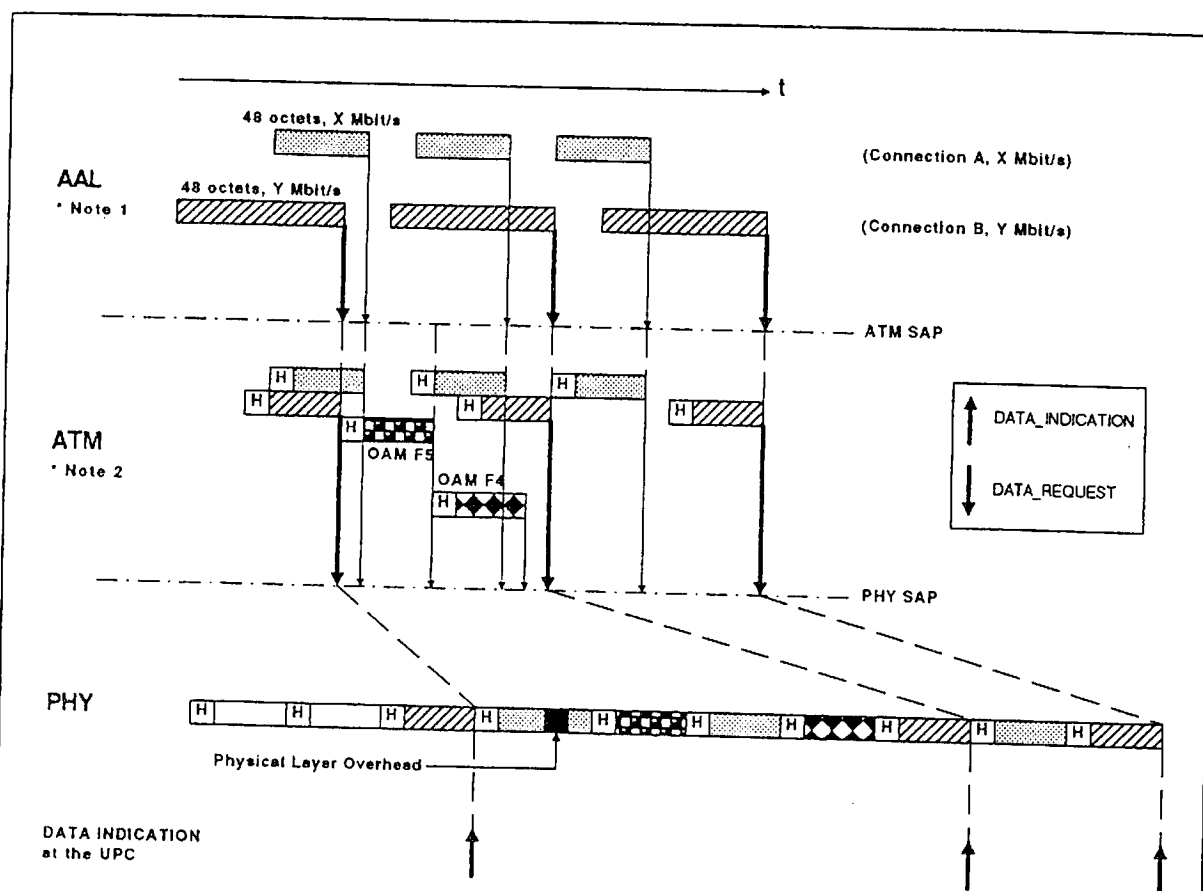 t
48 octets, X Mbit/s
(Connection A, X Mbit/s)
AAL
* Note 1
48 octets, Y Mbit/s
(Connection B, Y Mbit/s)
ATM SAP
H
H
H
H
H
H
DATA_INDICATION
ATM
* Note 2
H
OAM F5
OAM F4
H
DATA_REQUEST
PHY SAP
PHY
H
H
H
H
H
H
H
H
H
H
Physical Layer Overhead
DATA INDICATION
at the UPC